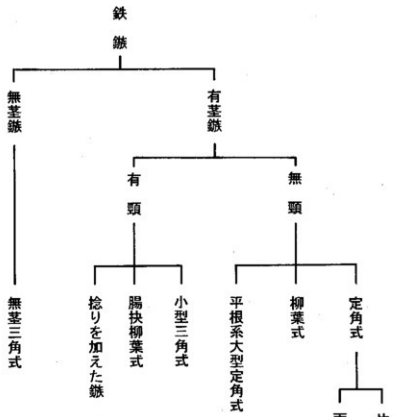 鉄鏃
無茎鏃
有茎鏃
有頸
無頸
無茎三角式
捻りを加えた鏃
腸抉柳葉式
小型三角式
平根系大型定角式
柳葉式
定角式